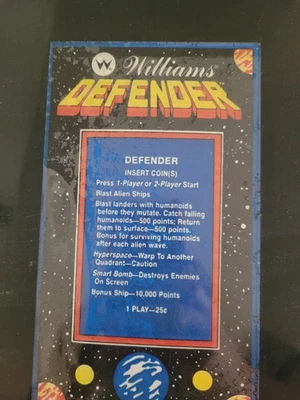 W Williams
DEFENDER
DEFENDER
INSERT COIN(S)
Press 1-Player or 2-Player Start
Blast Alien Ships
Blast landers with humanoids
before they mutate. Catch falling
humanoids—500 points; Return
them to surface—500 points.
Bonus for surviving humanoids
after each alien wave.
Hyperspace—Warp To Another
Quadrant—Caution
Smart Bomb—Destroys Enemies
On Screen
Bonus Ship—10,000 Points
1 PLAY—25¢